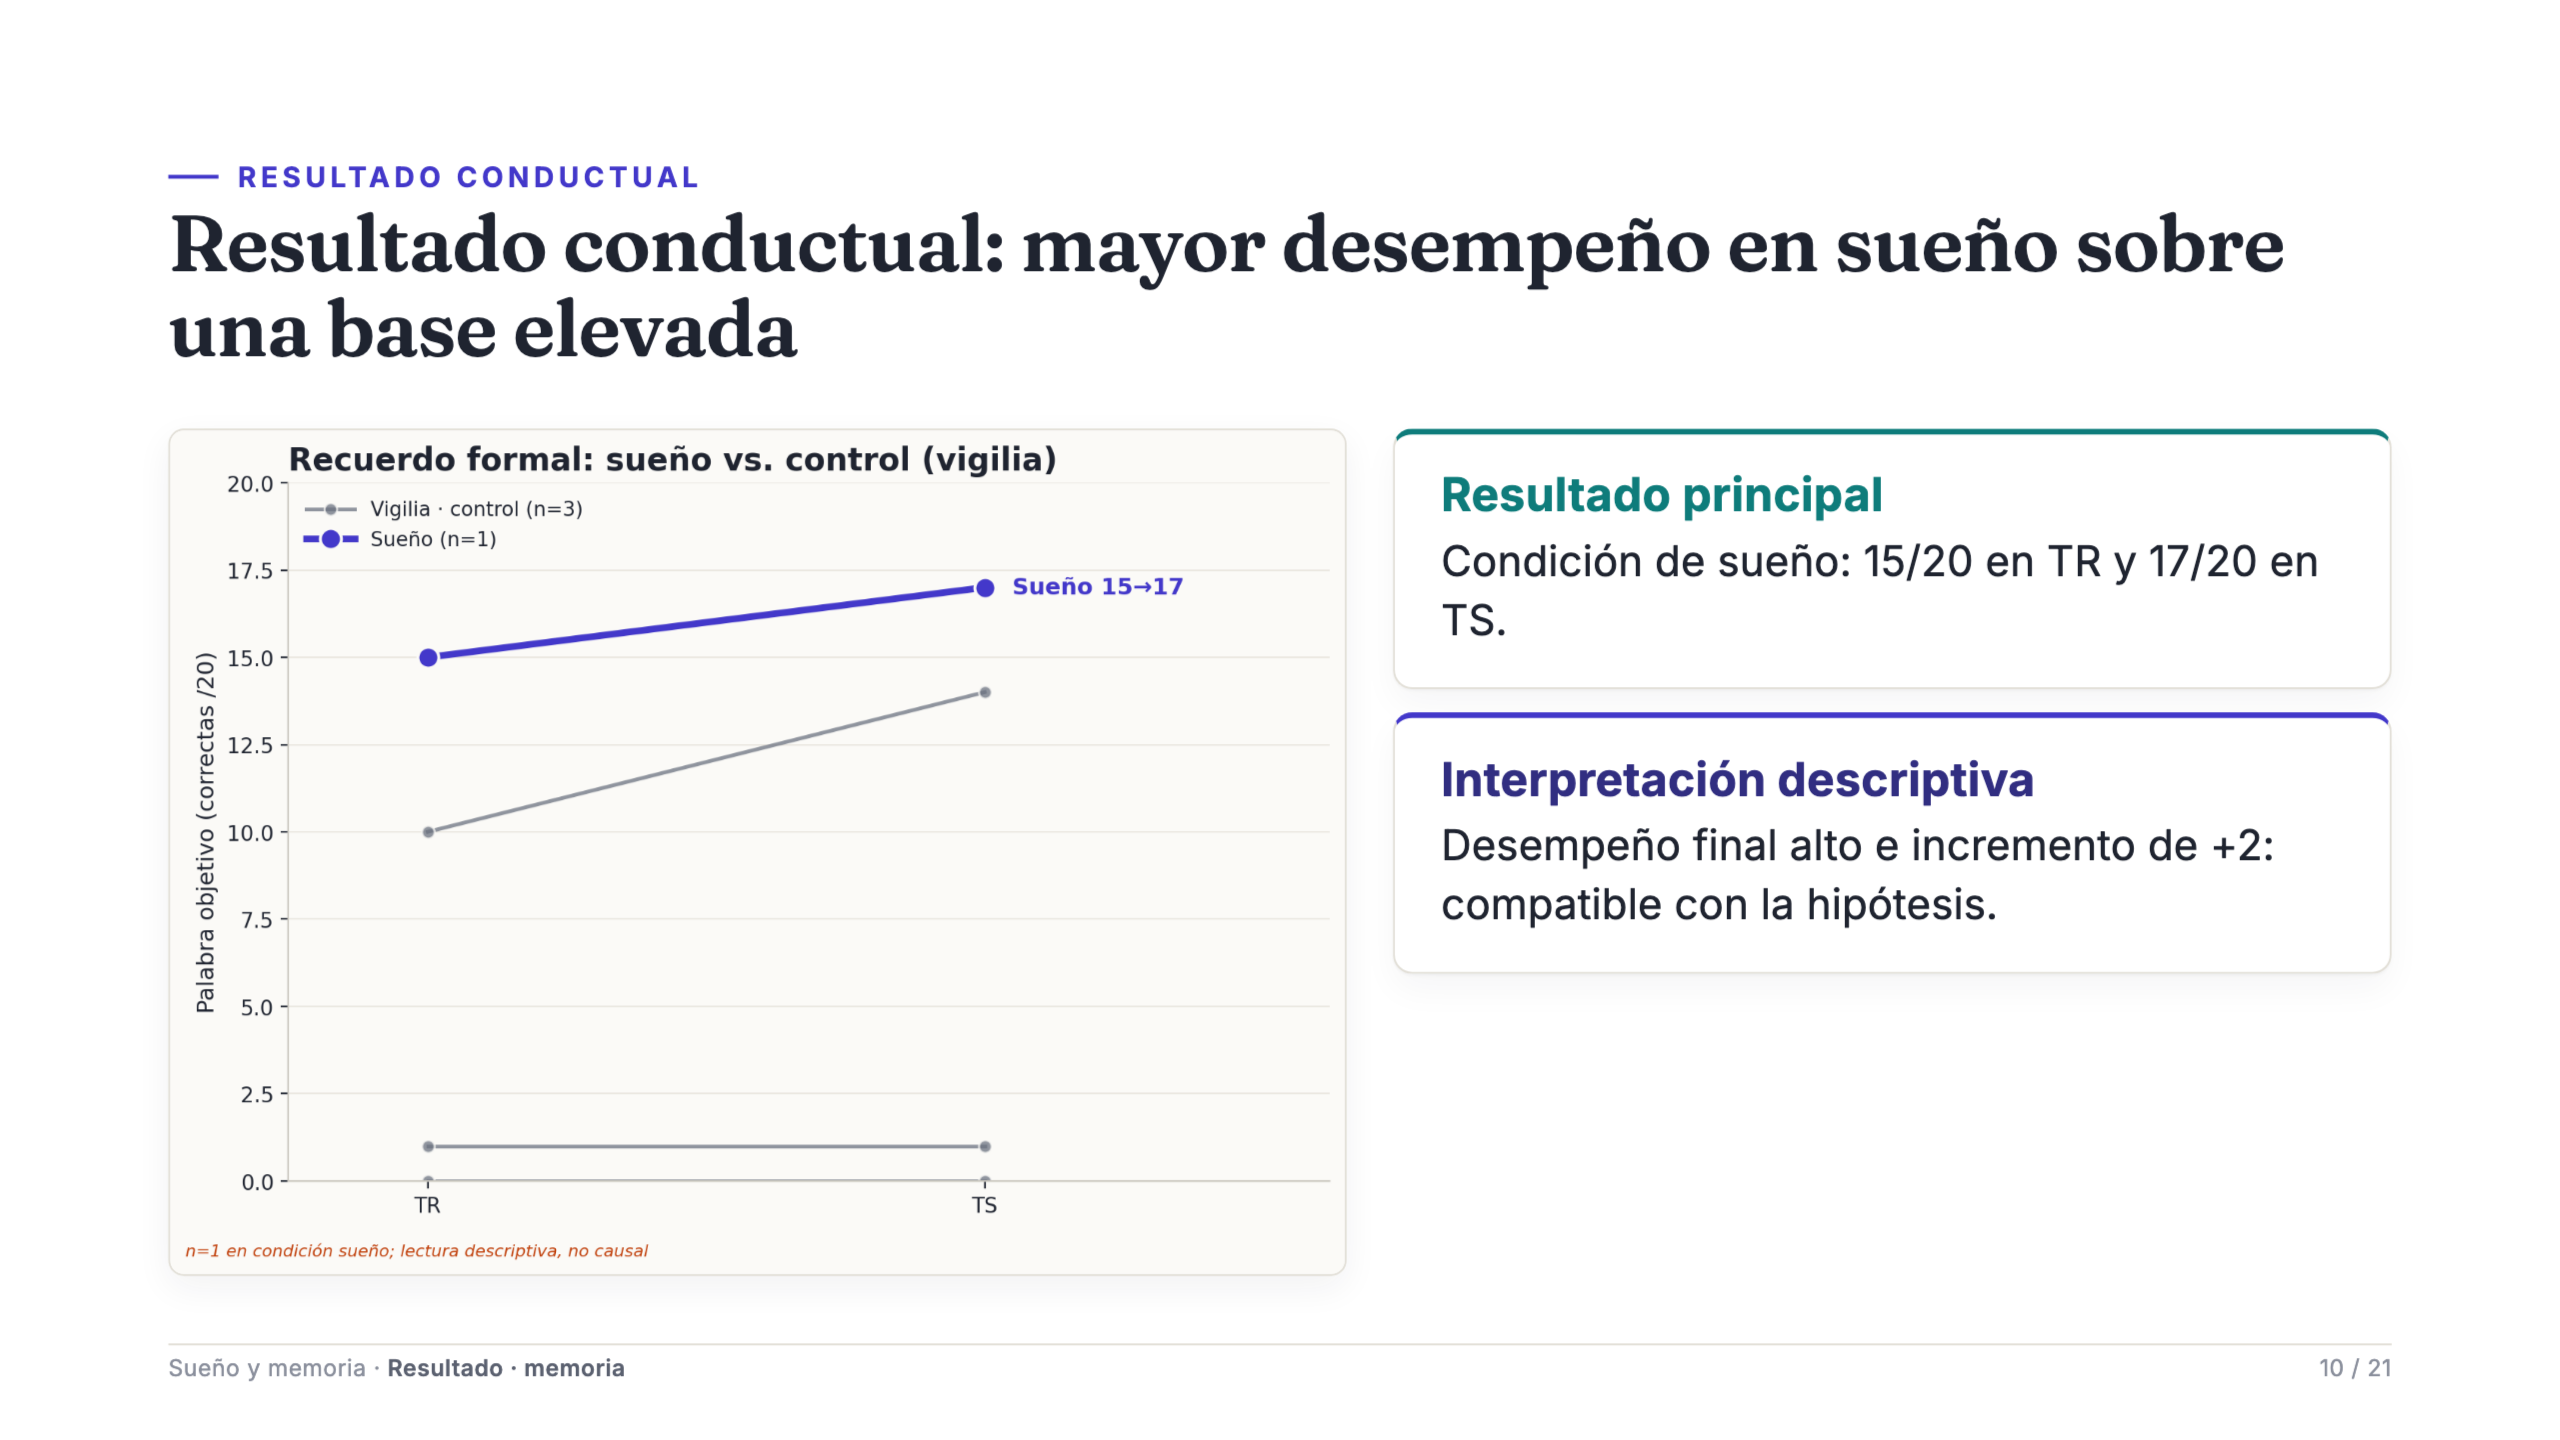 RESULTADO CONDUCTUAL
Resultado conductual: mayor desempeño en sueño sobre
una base elevada
Recuerdo formal: sueño vs. control (vigilia)
Vigilia · control (n=3)
Sueño (n=1)
Palabra objetivo (correctas /20)
20.0
17.5
15.0
12.5
10.0
7.5
5.0
2.5
0.0
Sueño 15→17
TR
TS
n=1 en condición sueño; lectura descriptiva, no causal
Resultado principal
Condición de sueño: 15/20 en TR y 17/20 en
TS.
Interpretación descriptiva
Desempeño final alto e incremento de +2:
compatible con la hipótesis.
Sueño y memoria · Resultado · memoria
10 / 21